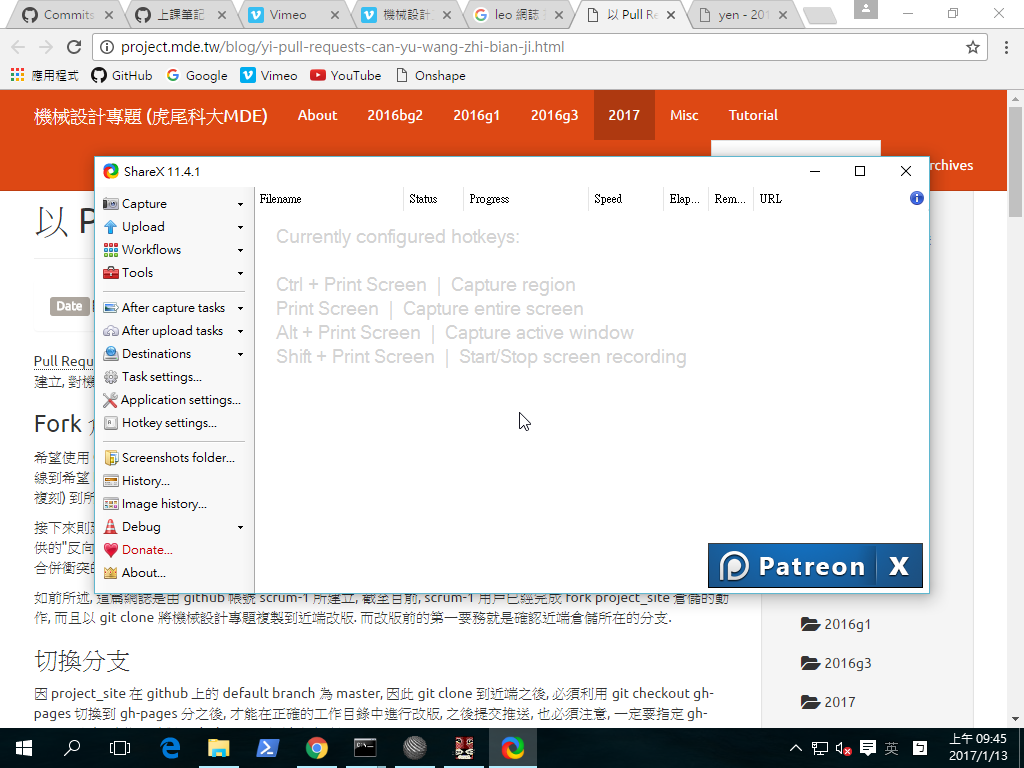 Commits
上課筆記
Vimeo
機械設計
leo 網誌
以 Pull Re
yen - 201
project.mde.tw/blog/yi-pull-requests-can-yu-wang-zhi-bian-ji.html
應用程式 GitHub Google Vimeo YouTube Onshape
機械設計專題 (虎尾科大MDE) About 2016bg2 2016g1 2016g3 2017 Misc Tutorial
rchives
ShareX 11.4.1
以 P
Date
Pull Requ
建立, 對機
Fork
希望使用
線到希望
複刻) 到所
接下來則
供的"反向
合併衝突的
Capture
Upload
Workflows
Tools
After capture tasks
After upload tasks
Destinations
Task settings...
Application settings...
Hotkey settings...
Screenshots folder...
History...
Image history...
Debug
Donate...
About...
Filename Status Progress Speed Elap... Rem... URL
Currently configured hotkeys:
Ctrl + Print Screen | Capture region
Print Screen | Capture entire screen
Alt + Print Screen | Capture active window
Shift + Print Screen | Start/Stop screen recording
Patreon X
如前所述, 這篇網誌是由 github 帳號 scrum-1 所建立, 截至目前, scrum-1 用戶已經完成 fork project_site 倉儲的動
作, 而且以 git clone 將機械設計專題複製到近端改版. 而改版前的第一要務就是確認近端倉儲所在的分支.
切換分支
因 project_site 在 github 上的 default branch 為 master, 因此 git clone 到近端之後, 必須利用 git checkout gh-
pages 切換到 gh-pages 分之後, 才能在正確的工作目錄中進行改版, 之後提交推送, 也必須注意, 一定要指定 gh-
2016g1
2016g3
2017
英
上午 09:45
2017/1/13